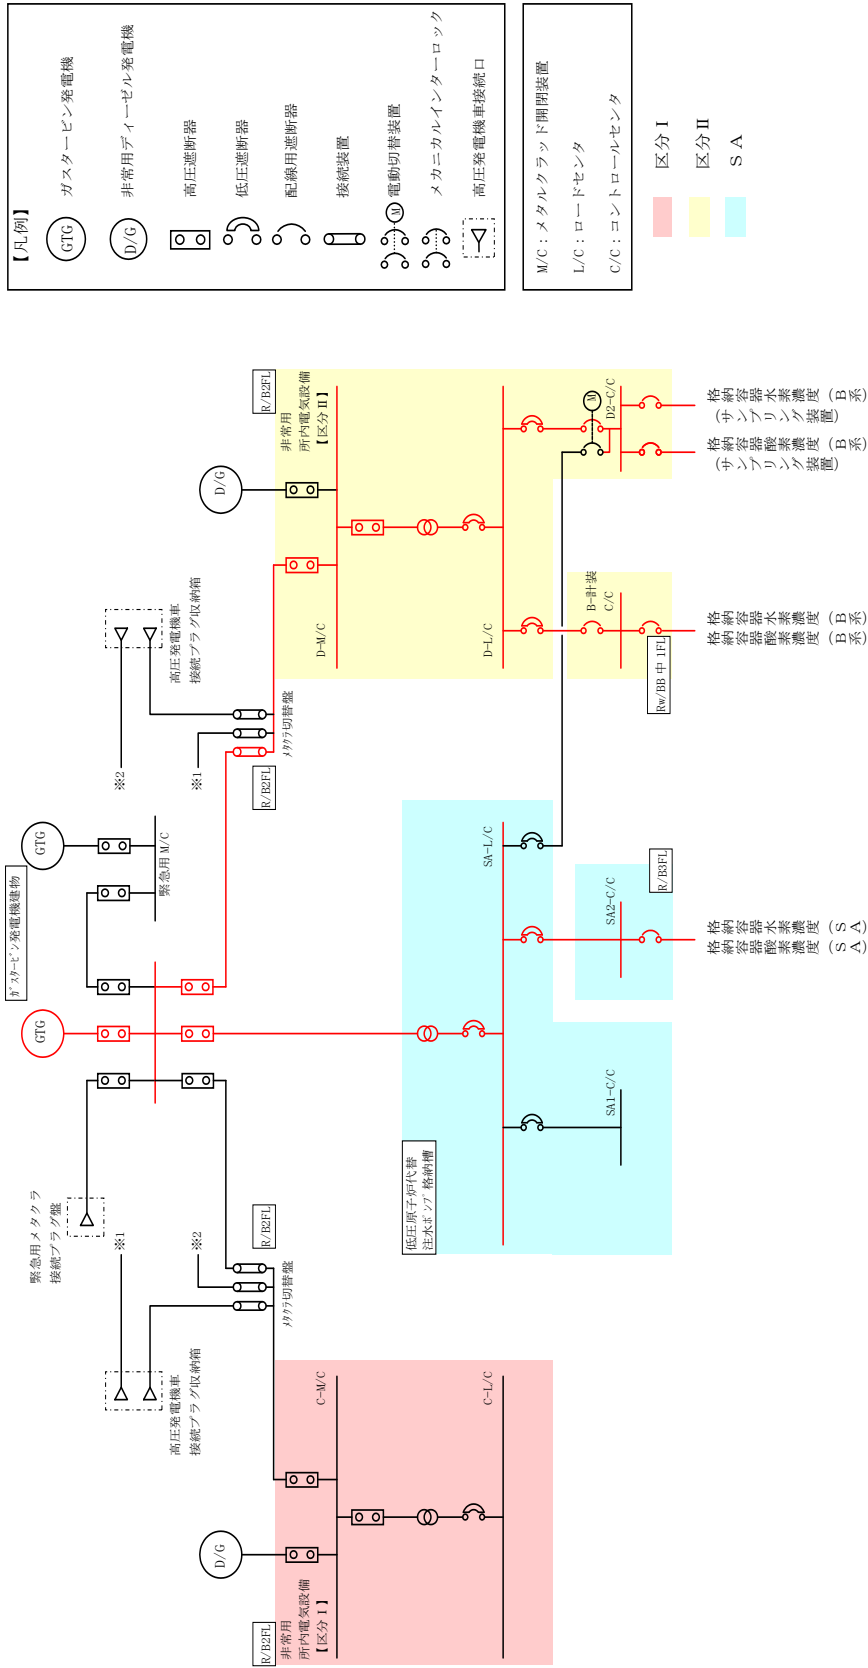 【凡例】
GTG
ガスタービン発電機
D/G
非常用ディーゼル発電機
高圧遮断器
低圧遮断器
配線用遮断器
接続装置
M
電動切替装置
メカニカルインターロック
高圧発電機車接続口
M/C：メタルクラッド開閉装置
L/C：ロードセンタ
C/C：コントロールセンタ
区分Ⅰ
区分Ⅱ
ＳＡ
緊急用メタクラ
接続プラグ盤
ガスタービン発電機建物
GTG
GTG
緊急用 M/C
高圧発電機車
接続プラグ収納箱
※1
※2
メタクラ切替盤
R/B2FL
高圧発電機車
接続プラグ収納箱
※2
※1
メタクラ切替盤
R/B2FL
D/G
R/B2FL
非常用
所内電気設備
【区分Ⅰ】
C-M/C
C-L/C
D/G
R/B2FL
非常用
所内電気設備
【区分Ⅱ】
D-M/C
D-L/C
低圧原子炉代替
注水ポンプ格納槽
SA-L/C
SA1-C/C
SA2-C/C
R/B3FL
B-計装
C/C
Rw/BB 中 1FL
M
D2-C/C
格納容器水素濃度（ＳＡ）
格納容器酸素濃度（ＳＡ）
格納容器水素濃度（Ｂ系）
格納容器酸素濃度（Ｂ系）
格納容器酸素濃度（Ｂ系）
（サンプリング装置）
格納容器水素濃度（Ｂ系）
（サンプリング装置）